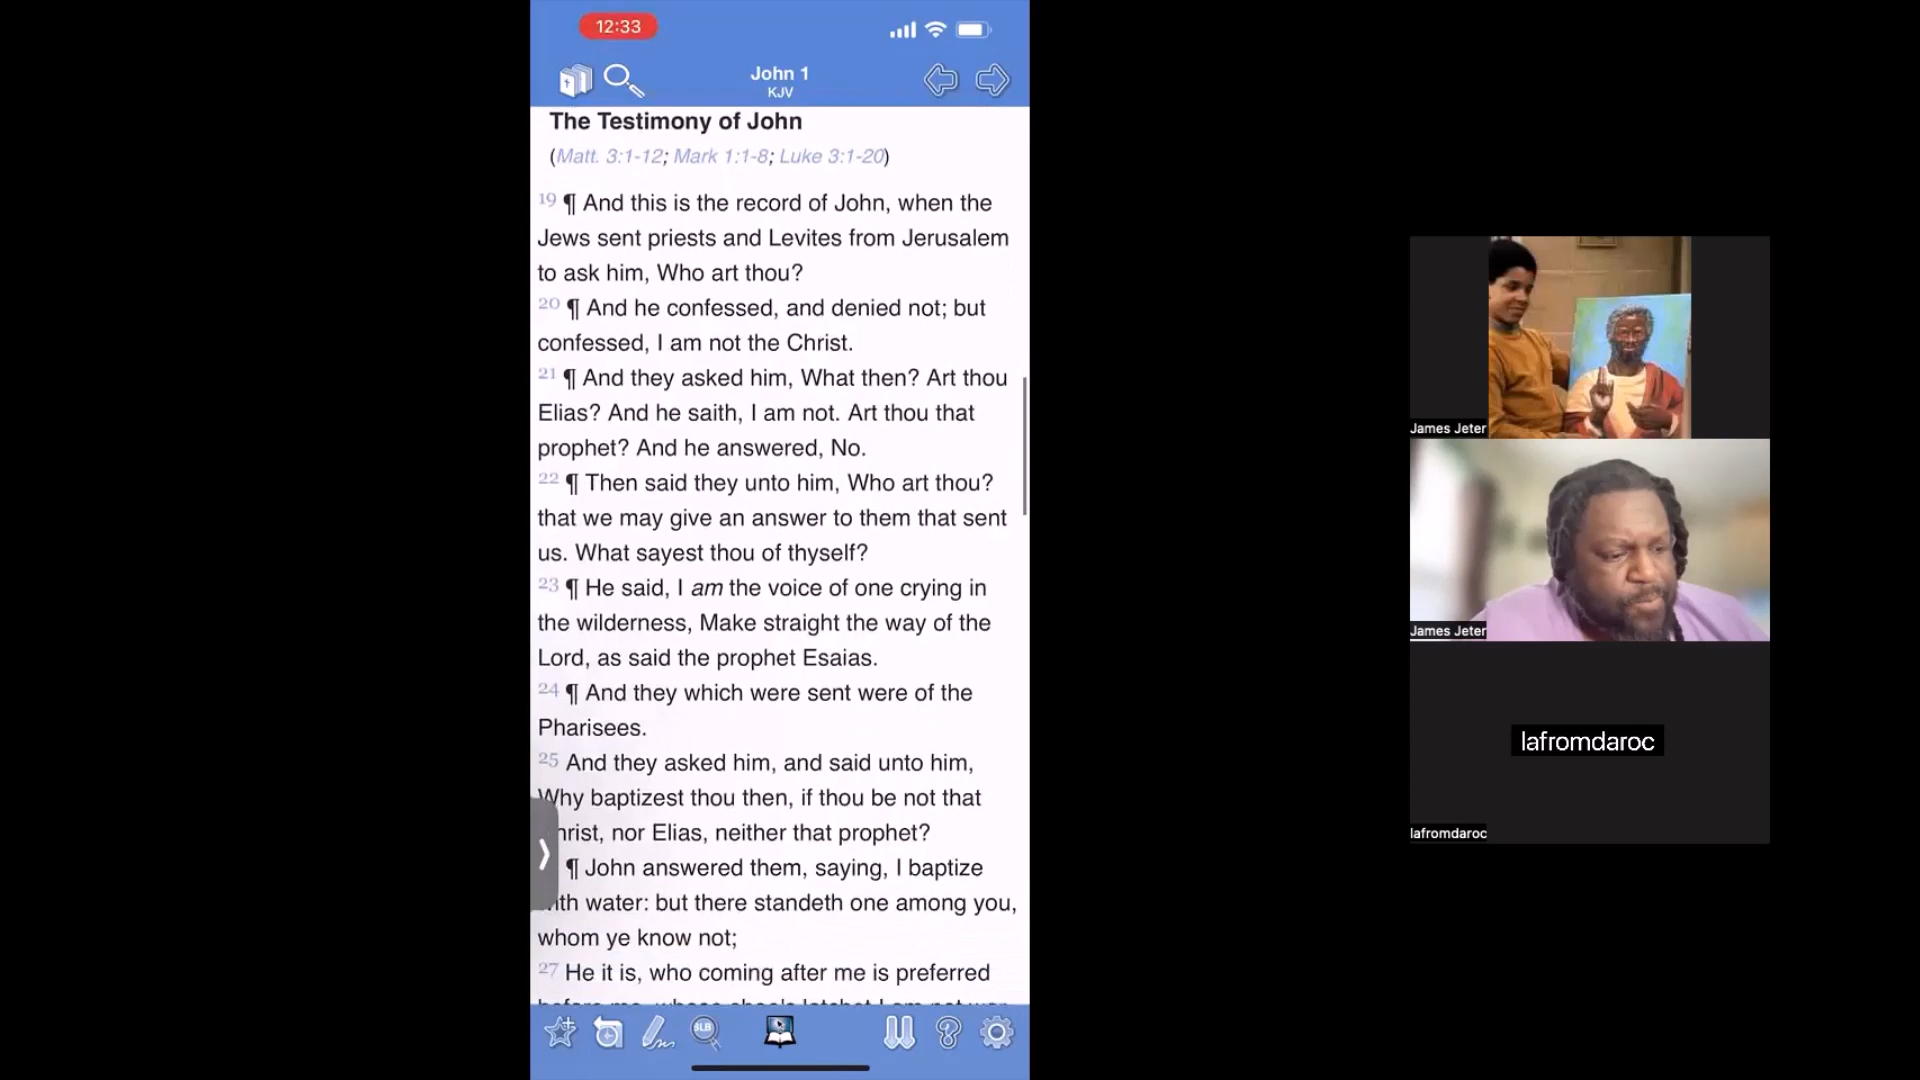 12:33
John 1
KJV
The Testimony of John
(Matt. 3:1-12; Mark 1:1-8; Luke 3:1-20)
19 ¶ And this is the record of John, when the
Jews sent priests and Levites from Jerusalem
to ask him, Who art thou?
20 ¶ And he confessed, and denied not; but
confessed, I am not the Christ.
21 ¶ And they asked him, What then? Art thou
Elias? And he saith, I am not. Art thou that
prophet? And he answered, No.
22 ¶ Then said they unto him, Who art thou?
that we may give an answer to them that sent
us. What sayest thou of thyself?
23 ¶ He said, I am the voice of one crying in
the wilderness, Make straight the way of the
Lord, as said the prophet Esaias.
24 ¶ And they which were sent were of the
Pharisees.
25 And they asked him, and said unto him,
Why baptizest thou then, if thou be not that
hrist, nor Elias, neither that prophet?
¶ John answered them, saying, I baptize
ith water: but there standeth one among you,
whom ye know not;
27 He it is, who coming after me is preferred
BLB
James Jeter
James Jeter
lafromdaroc
lafromdaroc